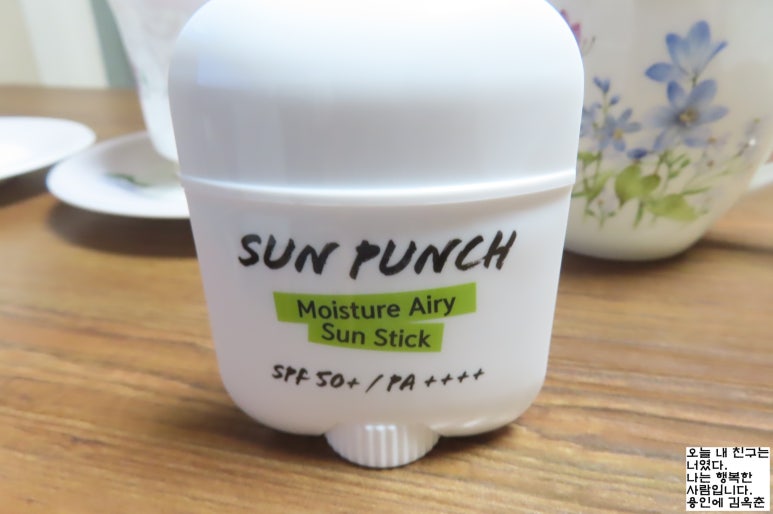 SUN PUNCH
Moisture Airy
Sun Stick
SPF 50+ / PA ++++
오늘 내 친구는
너였다.
나는 행복한
사람입니다.
용인에 김옥춘